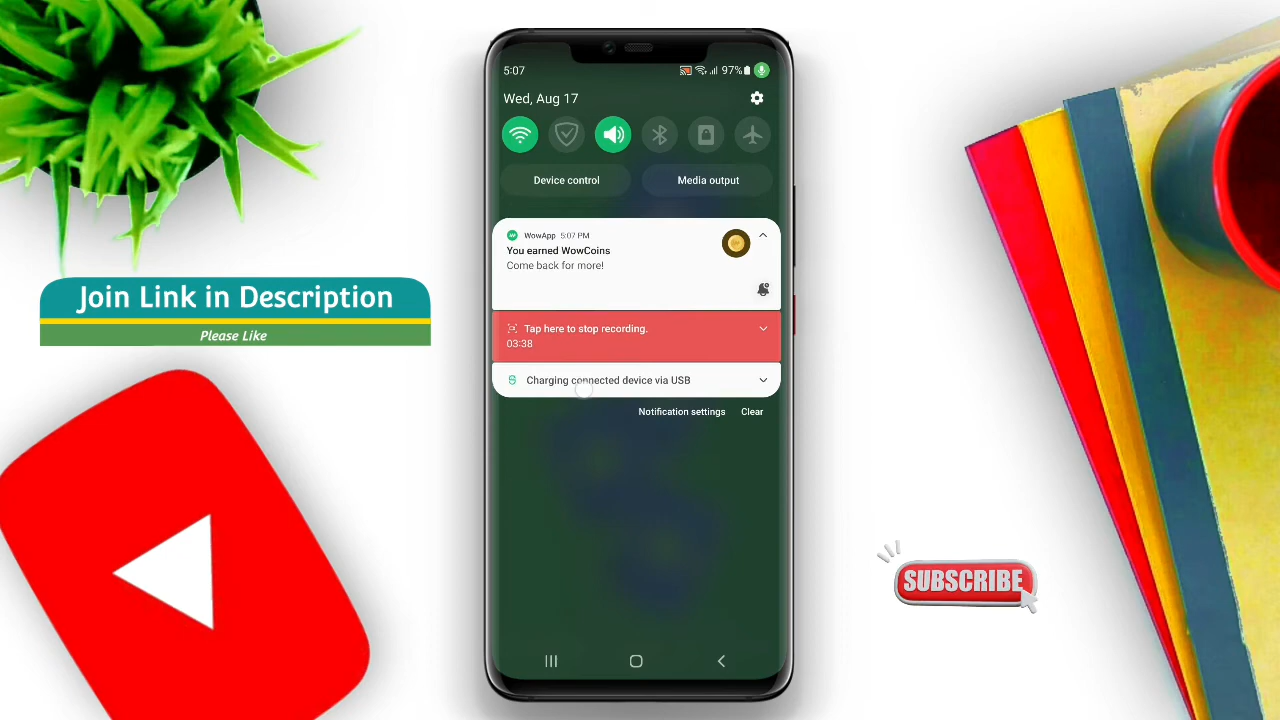 5:07
97%
Wed, Aug 17
Device control
Media output
WowApp 5:07 PM
You earned WowCoins
Come back for more!
Tap here to stop recording.
03:38
Charging connected device via USB
Notification settings
Clear
Join Link in Description
Please Like
SUBSCRIBE